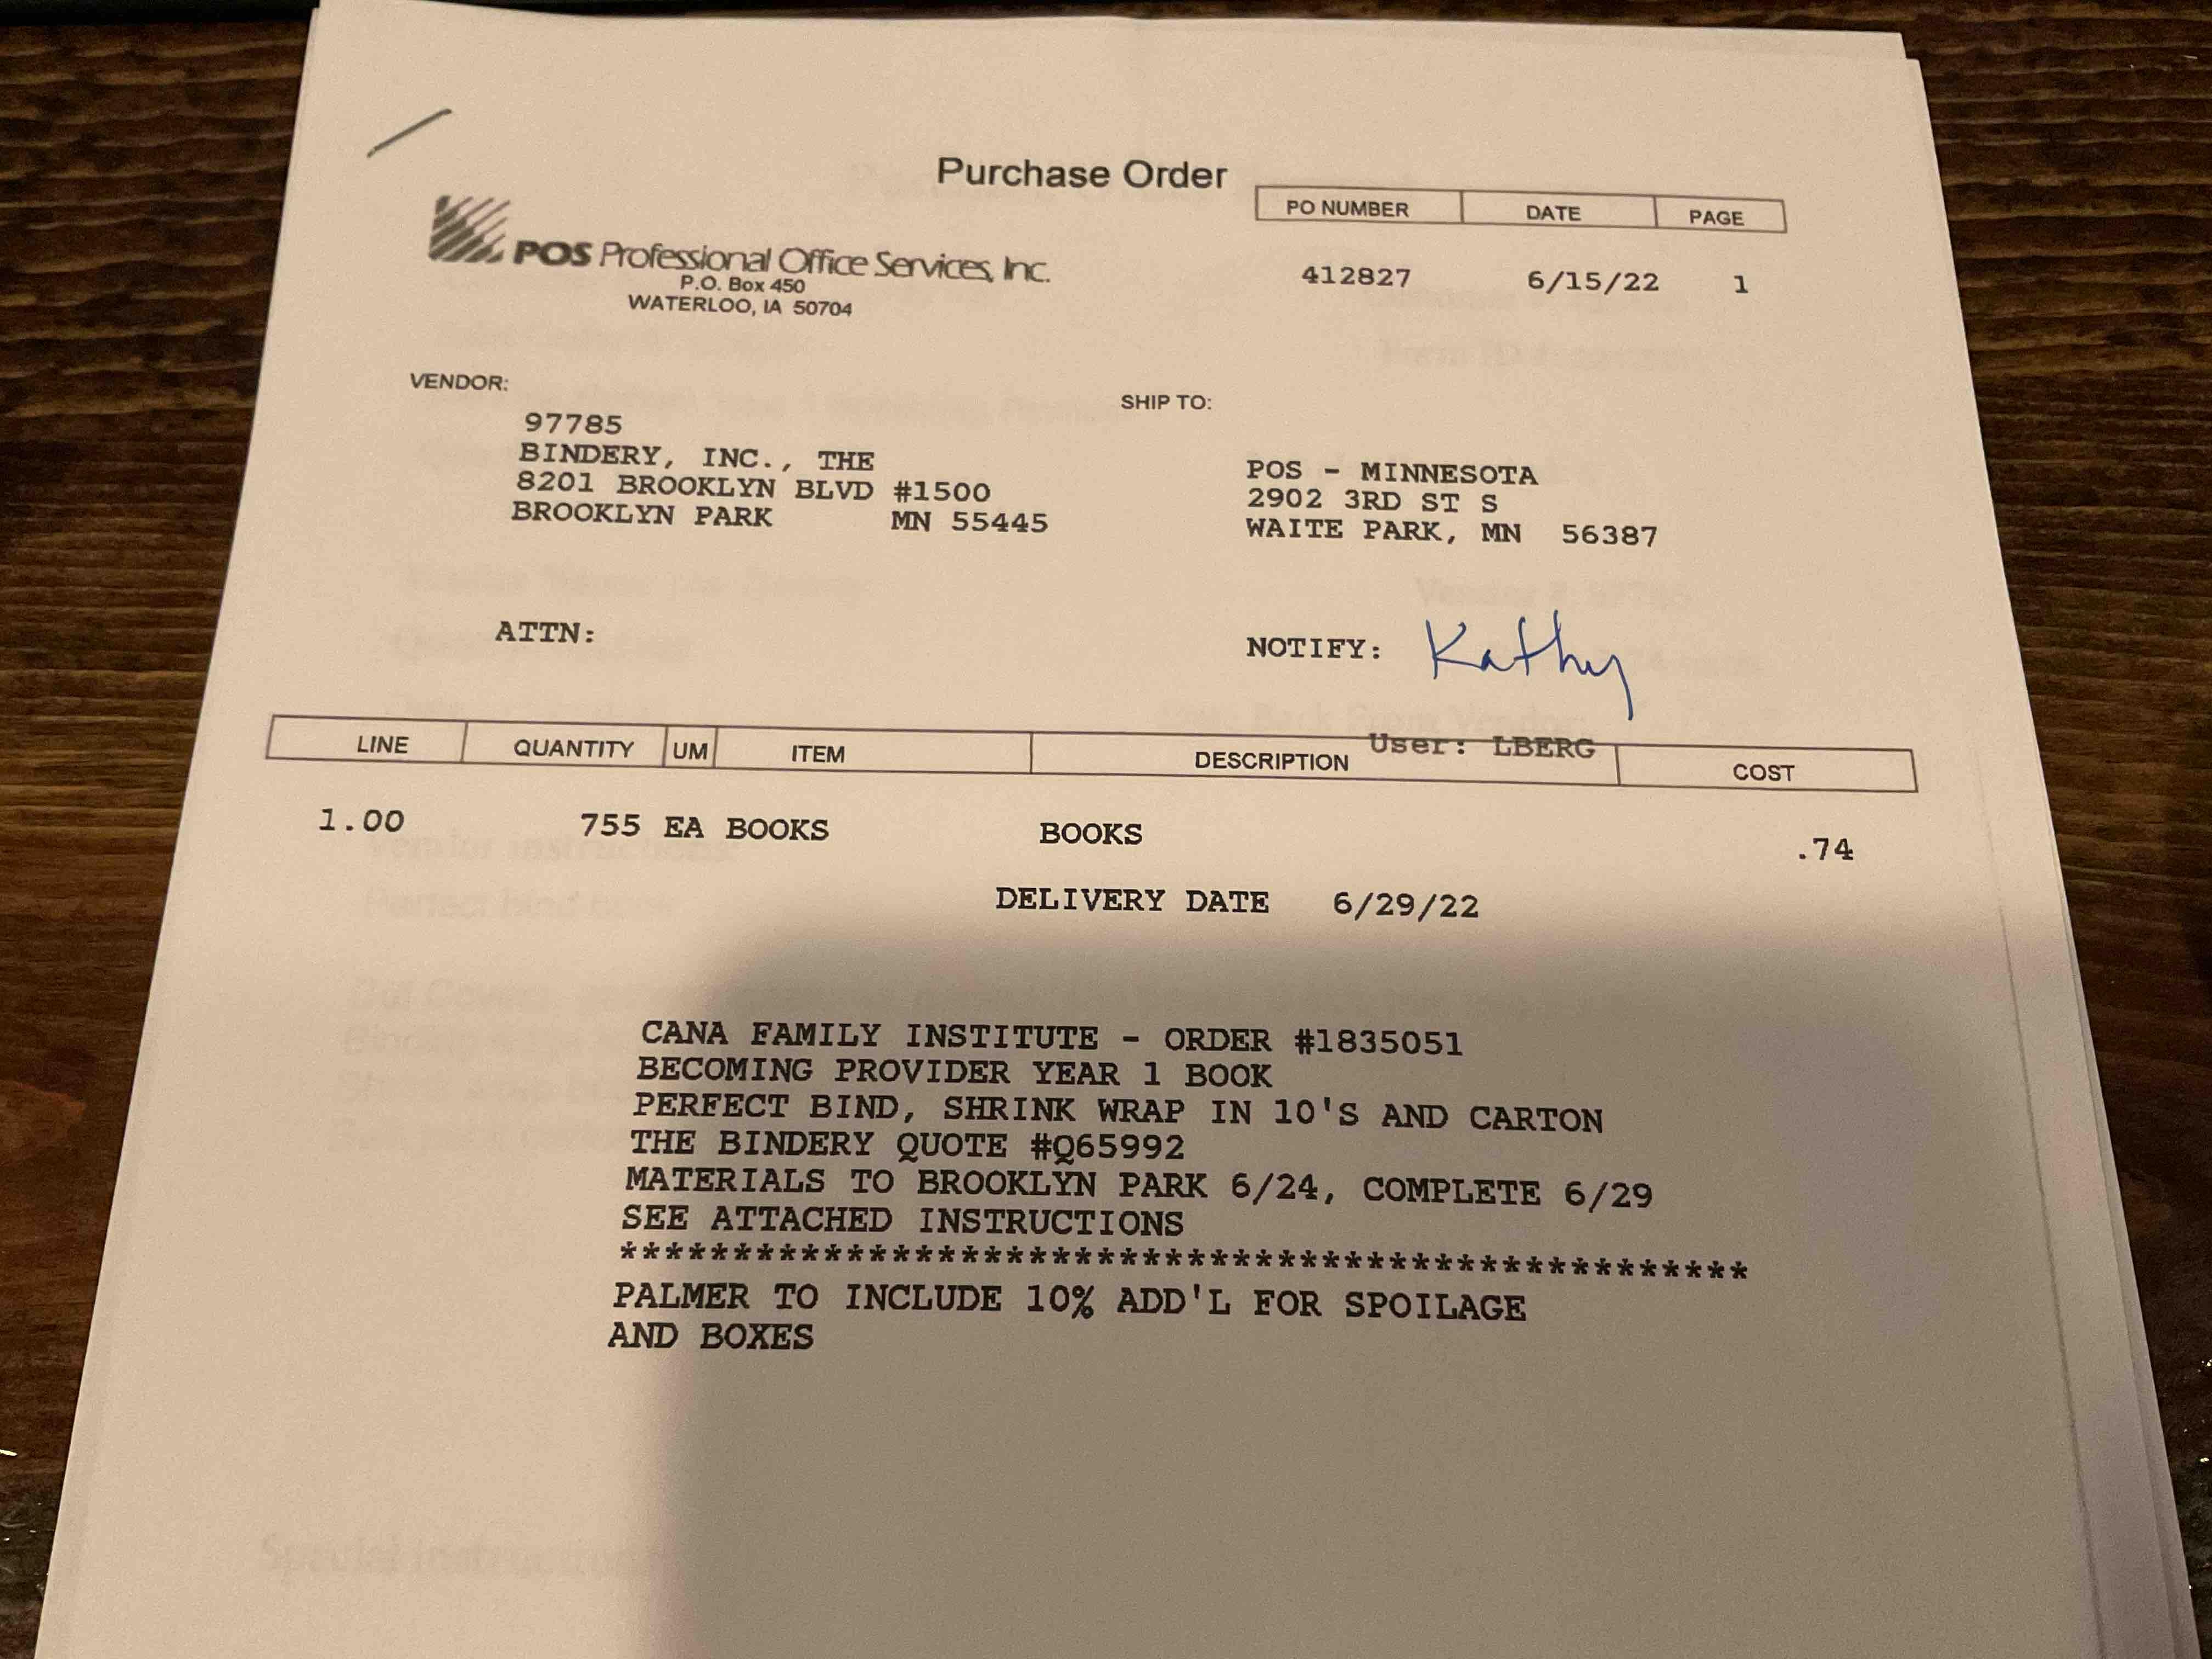 Purchase Order
PO NUMBER DATE PAGE
POS Professional Office Services, Inc.
P.O. Box 450
WATERLOO, IA 50704
412827 6/15/22 1
VENDOR:
SHIP TO:
97785
BINDERY, INC., THE
8201 BROOKLYN BLVD #1500
BROOKLYN PARK MN 55445
POS - MINNESOTA
2902 3RD ST S
WAITE PARK, MN 56387
ATTN:
NOTIFY: Kathy
User: LBERG
LINE QUANTITY UM ITEM DESCRIPTION COST
1.00 755 EA BOOKS BOOKS .74
DELIVERY DATE 6/29/22
CANA FAMILY INSTITUTE - ORDER #1835051
BECOMING PROVIDER YEAR 1 BOOK
PERFECT BIND, SHRINK WRAP IN 10'S AND CARTON
THE BINDERY QUOTE #Q65992
MATERIALS TO BROOKLYN PARK 6/24, COMPLETE 6/29
SEE ATTACHED INSTRUCTIONS
**************************************************
PALMER TO INCLUDE 10% ADD'L FOR SPOILAGE
AND BOXES